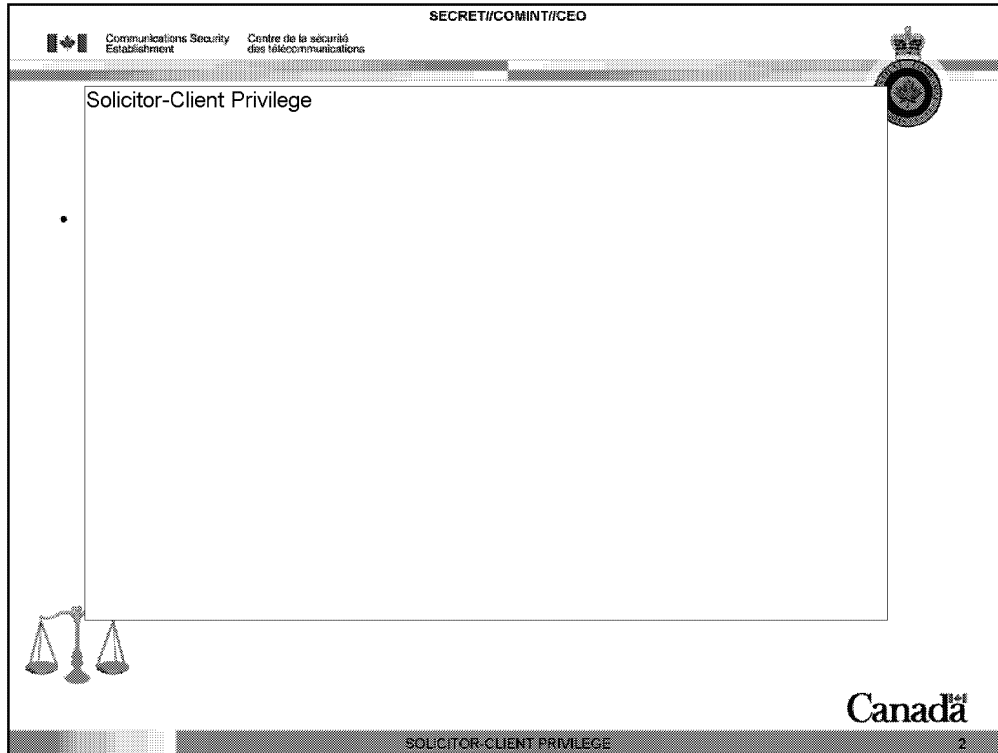 SECRET//COMINT//CEO
Communications Security
Establishment
Centre de la sécurité
des télécommunications
Solicitor-Client Privilege
•
Canada
SOLICITOR-CLIENT PRIVILEGE
2